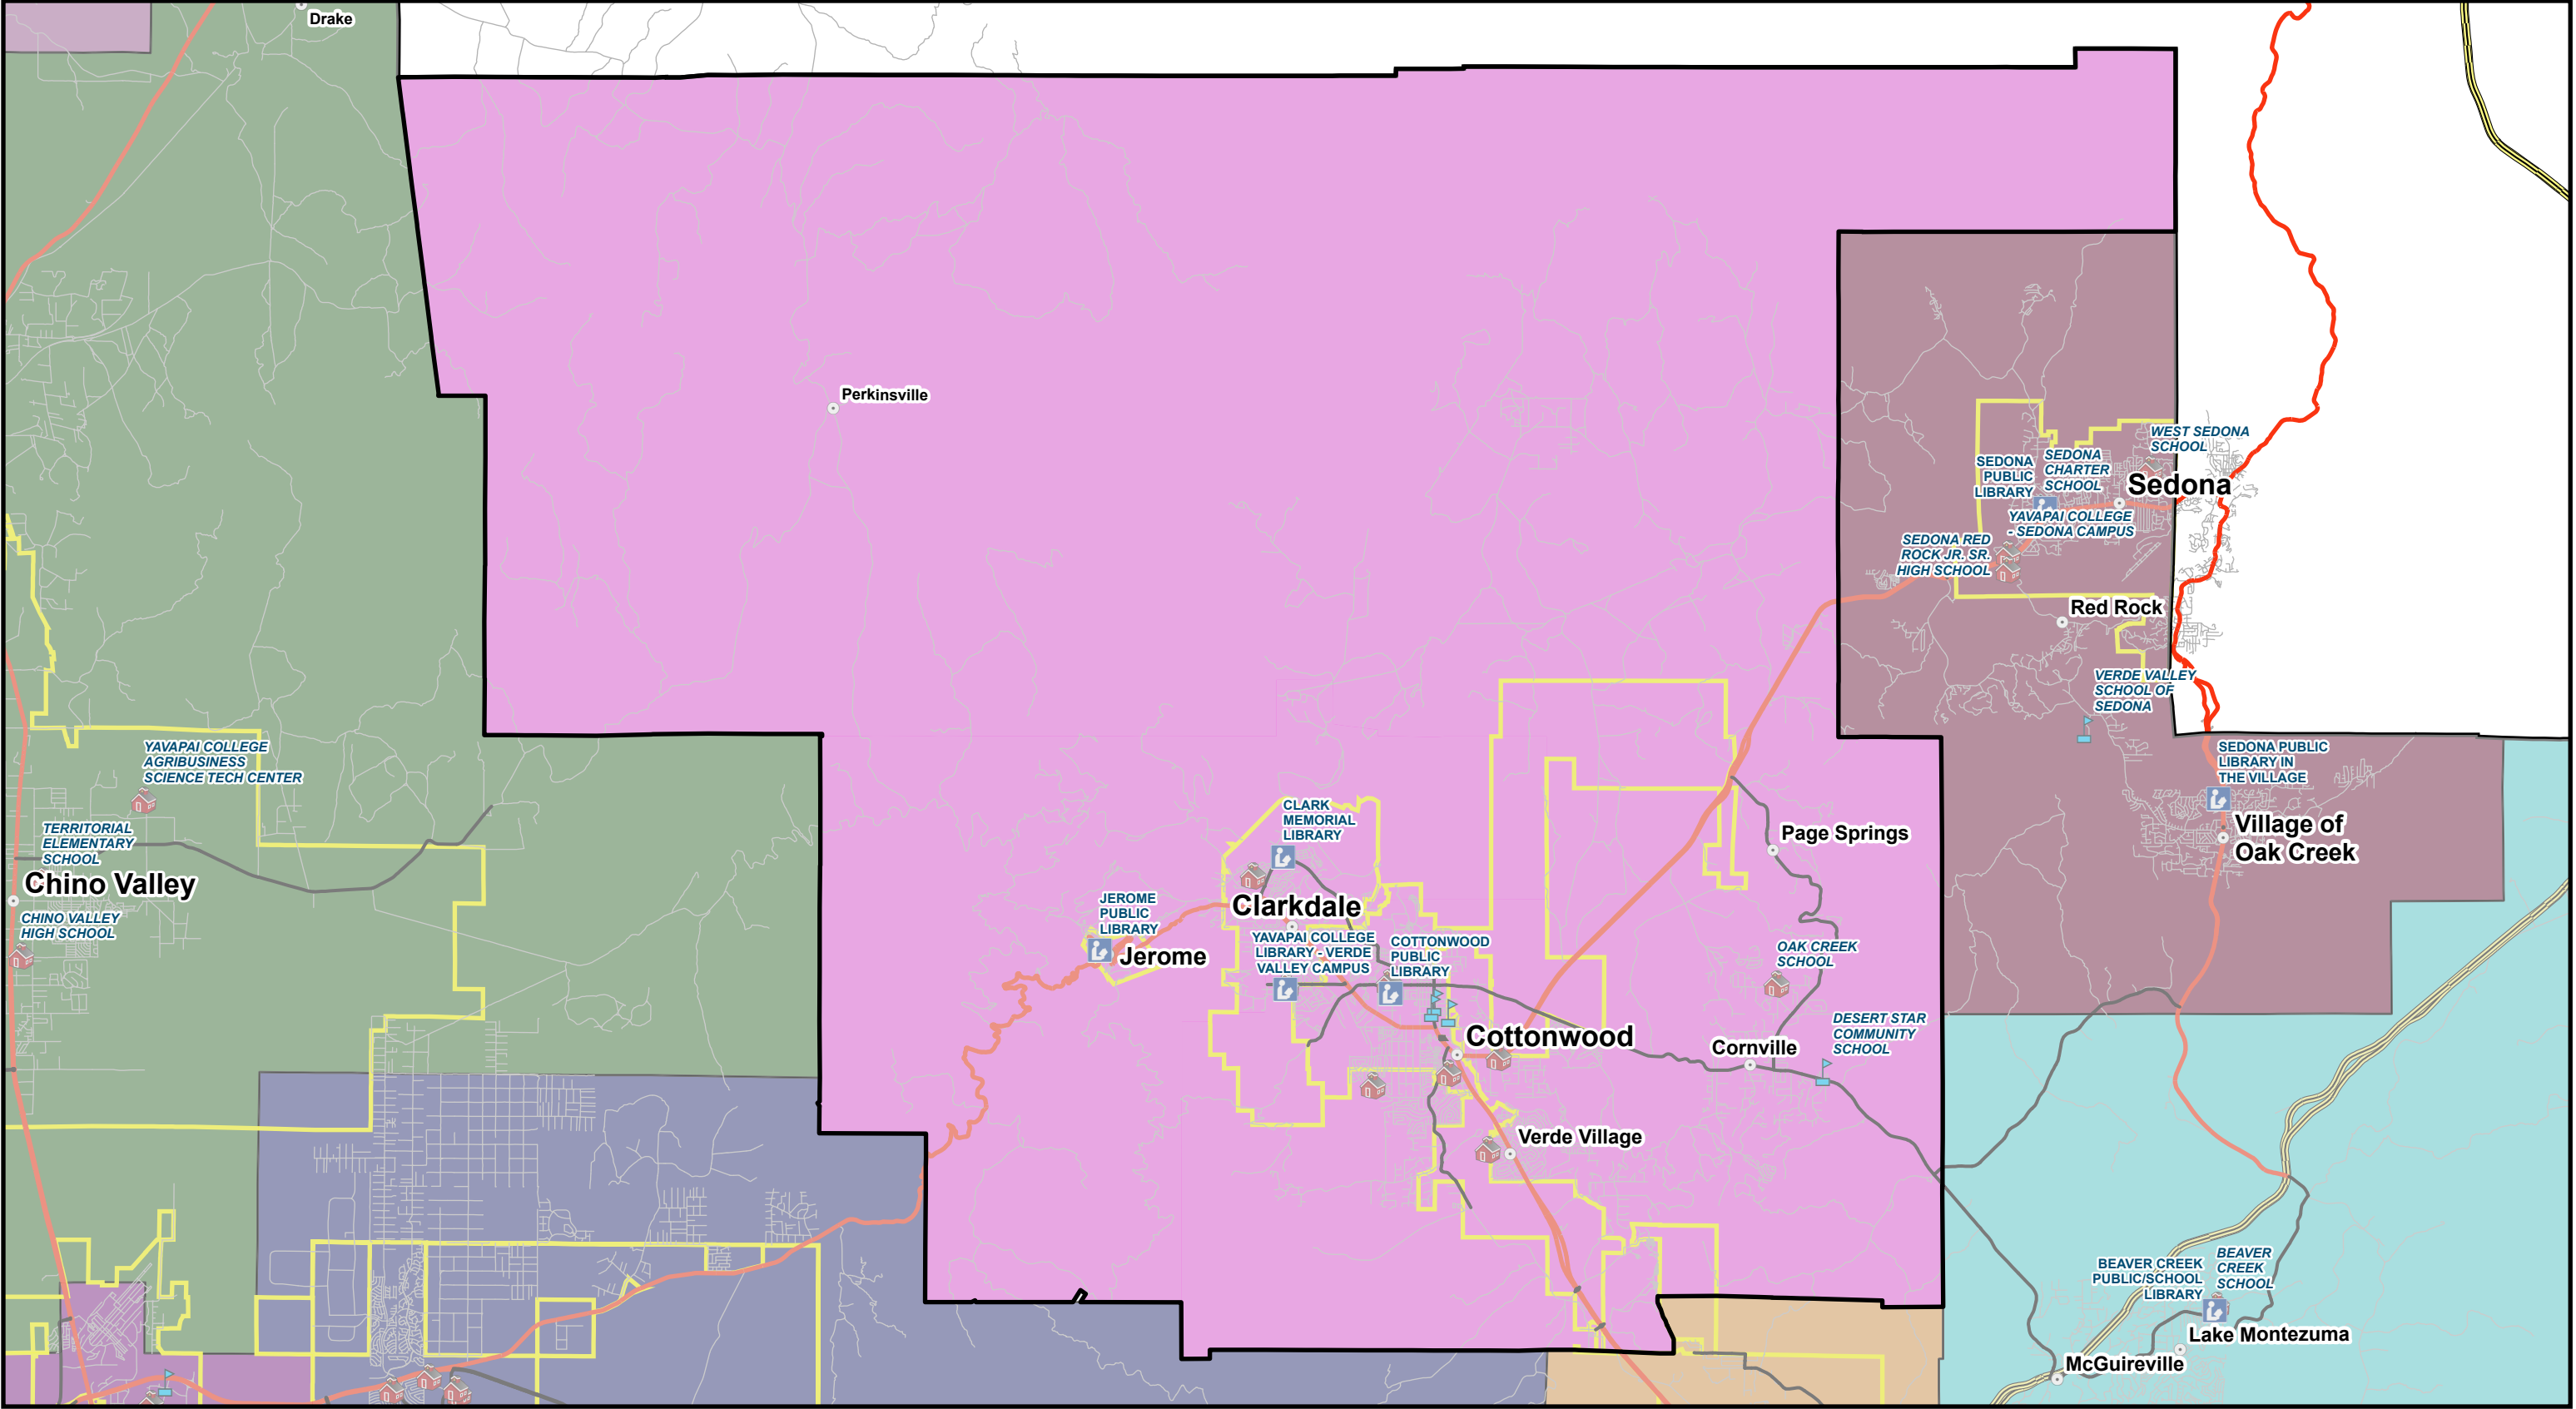 Drake
Perkinsville
WEST SEDONA
SCHOOL
SEDONA
PUBLIC
LIBRARY
SEDONA
CHARTER
SCHOOL
Sedona
YAVAPAI COLLEGE
- SEDONA CAMPUS
SEDONA RED
ROCK JR. SR.
HIGH SCHOOL
Red Rock
VERDE VALLEY
SCHOOL OF
SEDONA
SEDONA PUBLIC
LIBRARY IN
THE VILLAGE
Village of
Oak Creek
YAVAPAI COLLEGE
AGRIBUSINESS
SCIENCE TECH CENTER
TERRITORIAL
ELEMENTARY
SCHOOL
Chino Valley
CHINO VALLEY
HIGH SCHOOL
CLARK
MEMORIAL
LIBRARY
Page Springs
JEROME
PUBLIC
LIBRARY
Jerome
Clarkdale
YAVAPAI COLLEGE
LIBRARY - VERDE
VALLEY CAMPUS
COTTONWOOD
PUBLIC
LIBRARY
OAK CREEK
SCHOOL
Cottonwood
Cornville
DESERT STAR
COMMUNITY
SCHOOL
Verde Village
BEAVER CREEK
PUBLIC/SCHOOL
LIBRARY
BEAVER
CREEK
SCHOOL
Lake Montezuma
McGuireville